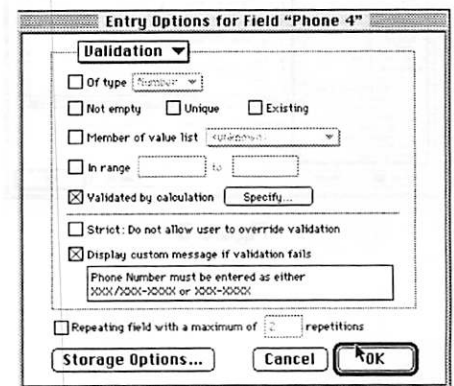 Entry Options for Field “Phone 4”
Validation
Of type Number
Not empty Unique Existing
Member of value list <unknown>
In range to
Validated by calculation Specify...
Strict: Do not allow user to override validation
Display custom message if validation fails
Phone Number must be entered as either
XXX/XXX-XXXX or XXX-XXXX
Repeating field with a maximum of 2 repetitions
Storage Options... Cancel OK